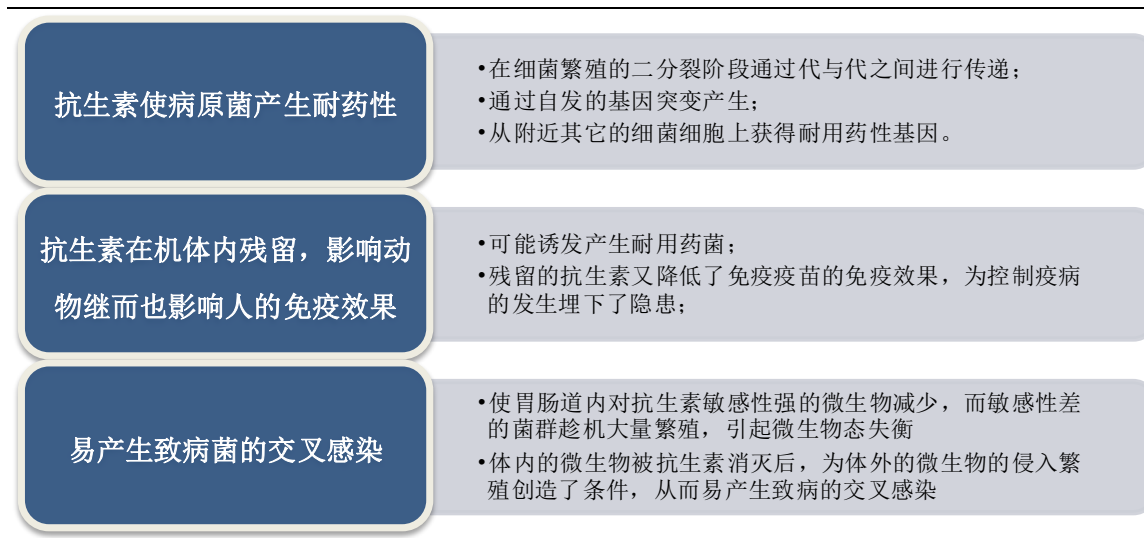 抗生素使病原菌产生耐药性
•在细菌繁殖的二分裂阶段通过代与代之间进行传递；
•通过自发的基因突变产生；
•从附近其它的细菌细胞上获得耐用药性基因。
抗生素在机体内残留，影响动
物继而也影响人的免疫效果
•可能诱发产生耐用药菌；
•残留的抗生素又降低了免疫疫苗的免疫效果，为控制疫病
的发生埋下了隐患；
易产生致病菌的交叉感染
•使胃肠道内对抗生素敏感性强的微生物减少，而敏感性差
的菌群趁机大量繁殖，引起微生物态失衡
•体内的微生物被抗生素消灭后，为体外的微生物的侵入繁
殖创造了条件，从而易产生致病的交叉感染